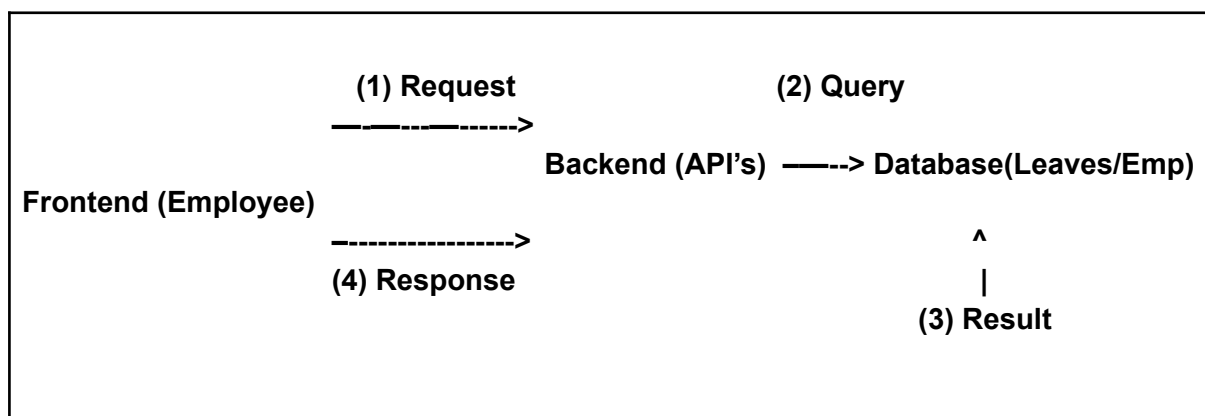 (1) Request (2) Query
—-—---—------>
Backend (API’s) ——--> Database(Leaves/Emp)
Frontend (Employee)
–-----------------> ^
(4) Response |
(3) Result